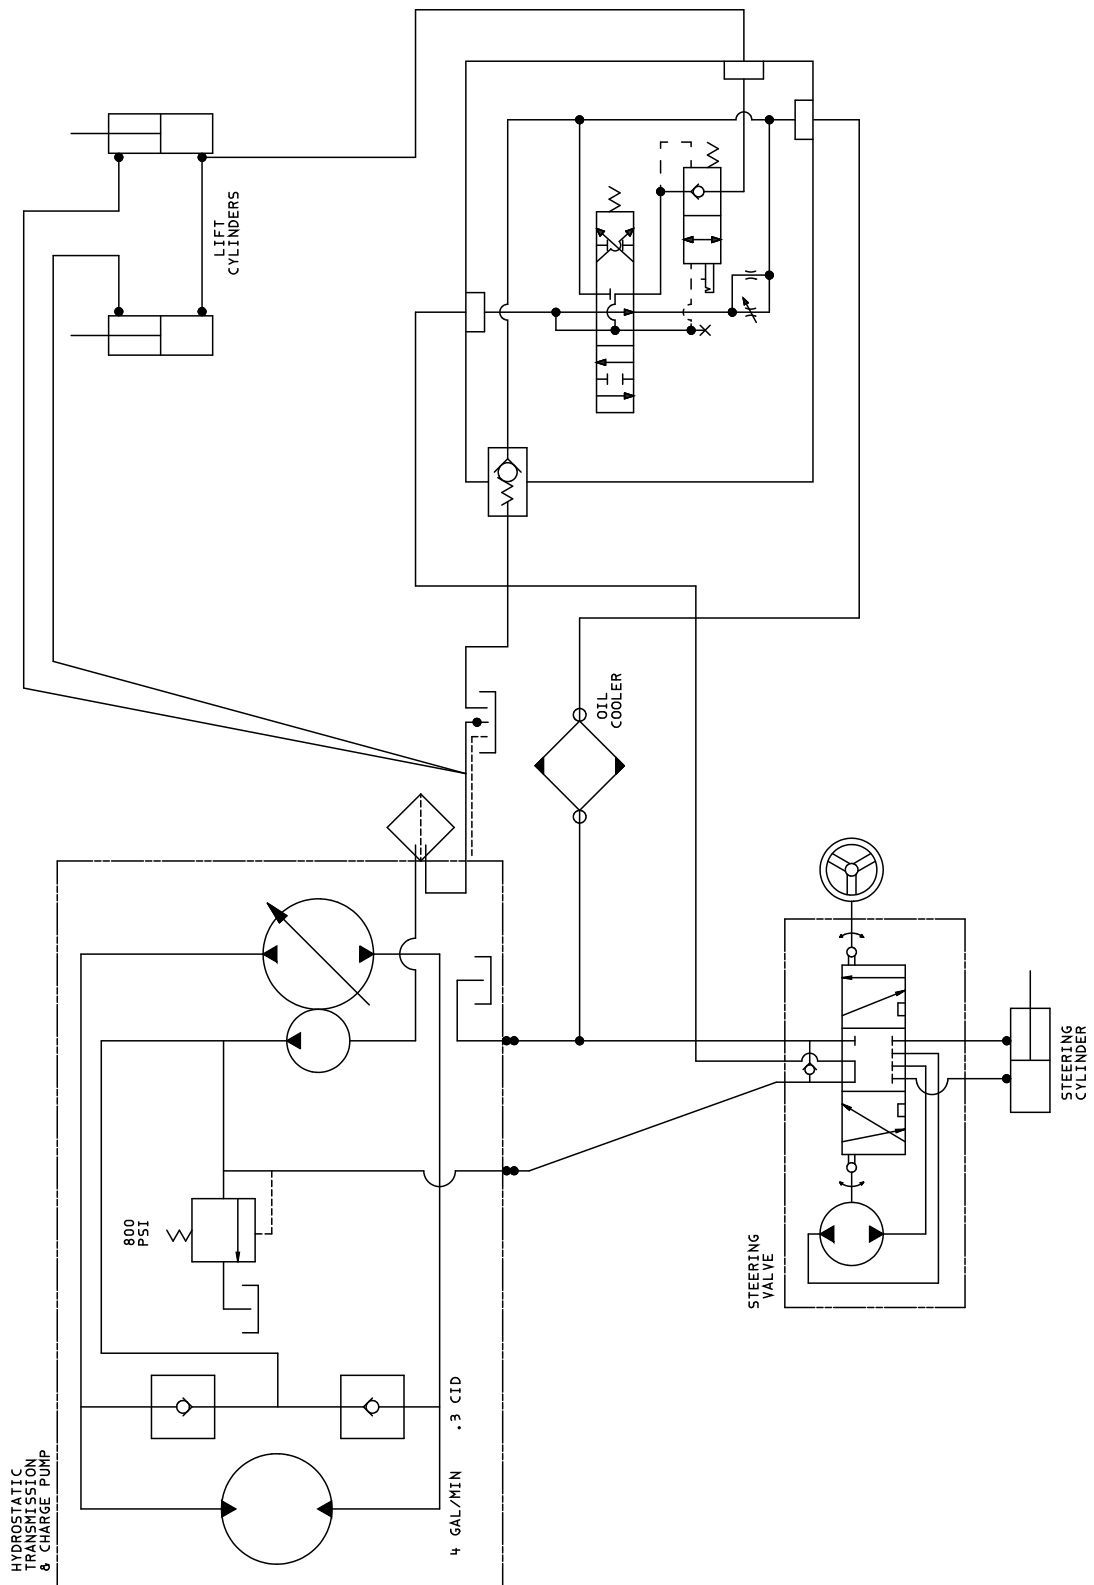 LIFT
CYLINDERS
OIL
COOLER
STEERING
CYLINDER
STEERING
VALVE
800
PSI
4 GAL/MIN .3 CID
HYDROSTATIC
TRANSMISSION
& CHARGE PUMP